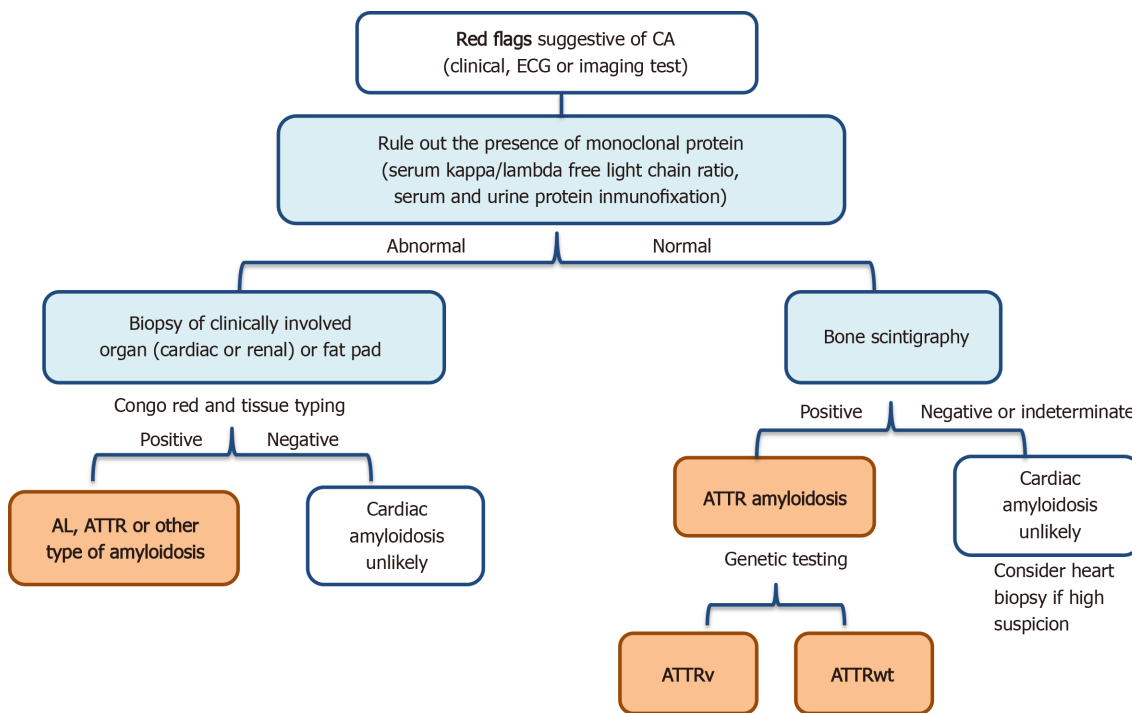 Red flags suggestive of CA
(clinical, ECG or imaging test)
Rule out the presence of monoclonal protein
(serum kappa/lambda free light chain ratio,
serum and urine protein inmunofixation)
Abnormal
Normal
Biopsy of clinically involved
organ (cardiac or renal) or fat pad
Bone scintigraphy
Congo red and tissue typing
Positive
Negative
Positive
Negative or indeterminate
AL, ATTR or other
type of amyloidosis
Cardiac
amyloidosis
unlikely
ATTR amyloidosis
Cardiac
amyloidosis
unlikely
Genetic testing
Consider heart
biopsy if high
suspicion
ATTRv
ATTRwt